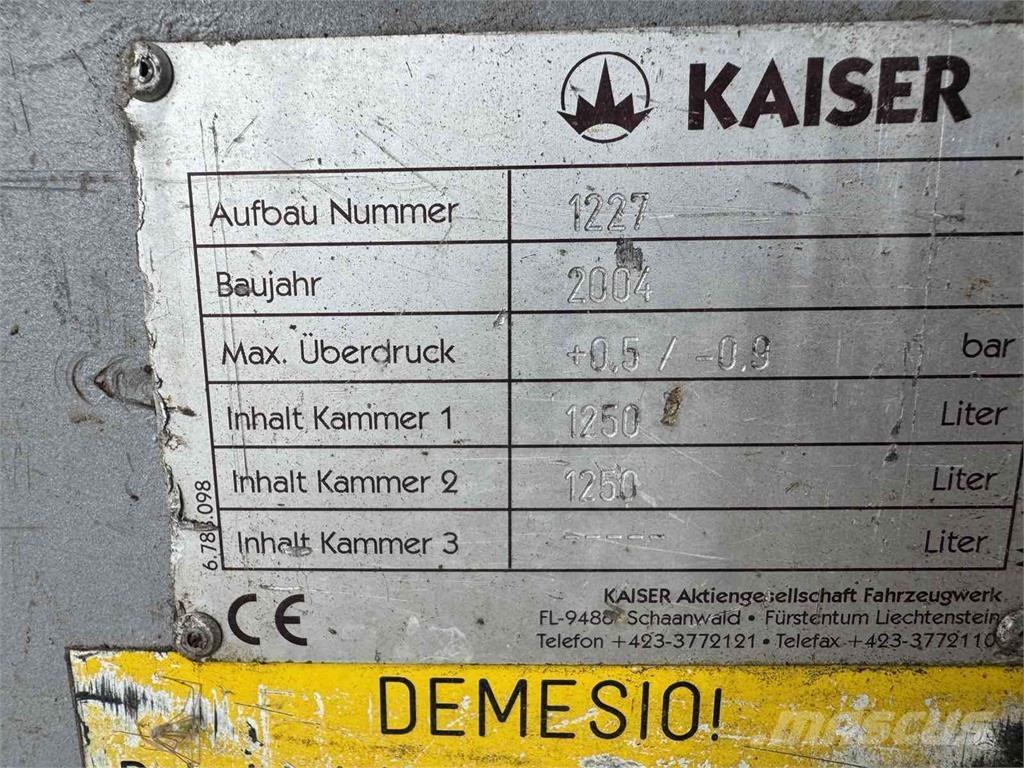 KAISER
Aufbau Nummer 1227
Baujahr 2004
Max. Überdruck +0,5 / -0,9 bar
Inhalt Kammer 1 1250 Liter
Inhalt Kammer 2 1250 Liter
Inhalt Kammer 3 ----- Liter
CE
KAISER Aktiengesellschaft Fahrzeugwerk
Schaanwald • Fürstentum Liechtenstein
Telefon +423-3772121 • Telefax +423-3772110
DEMESIO!
mascus